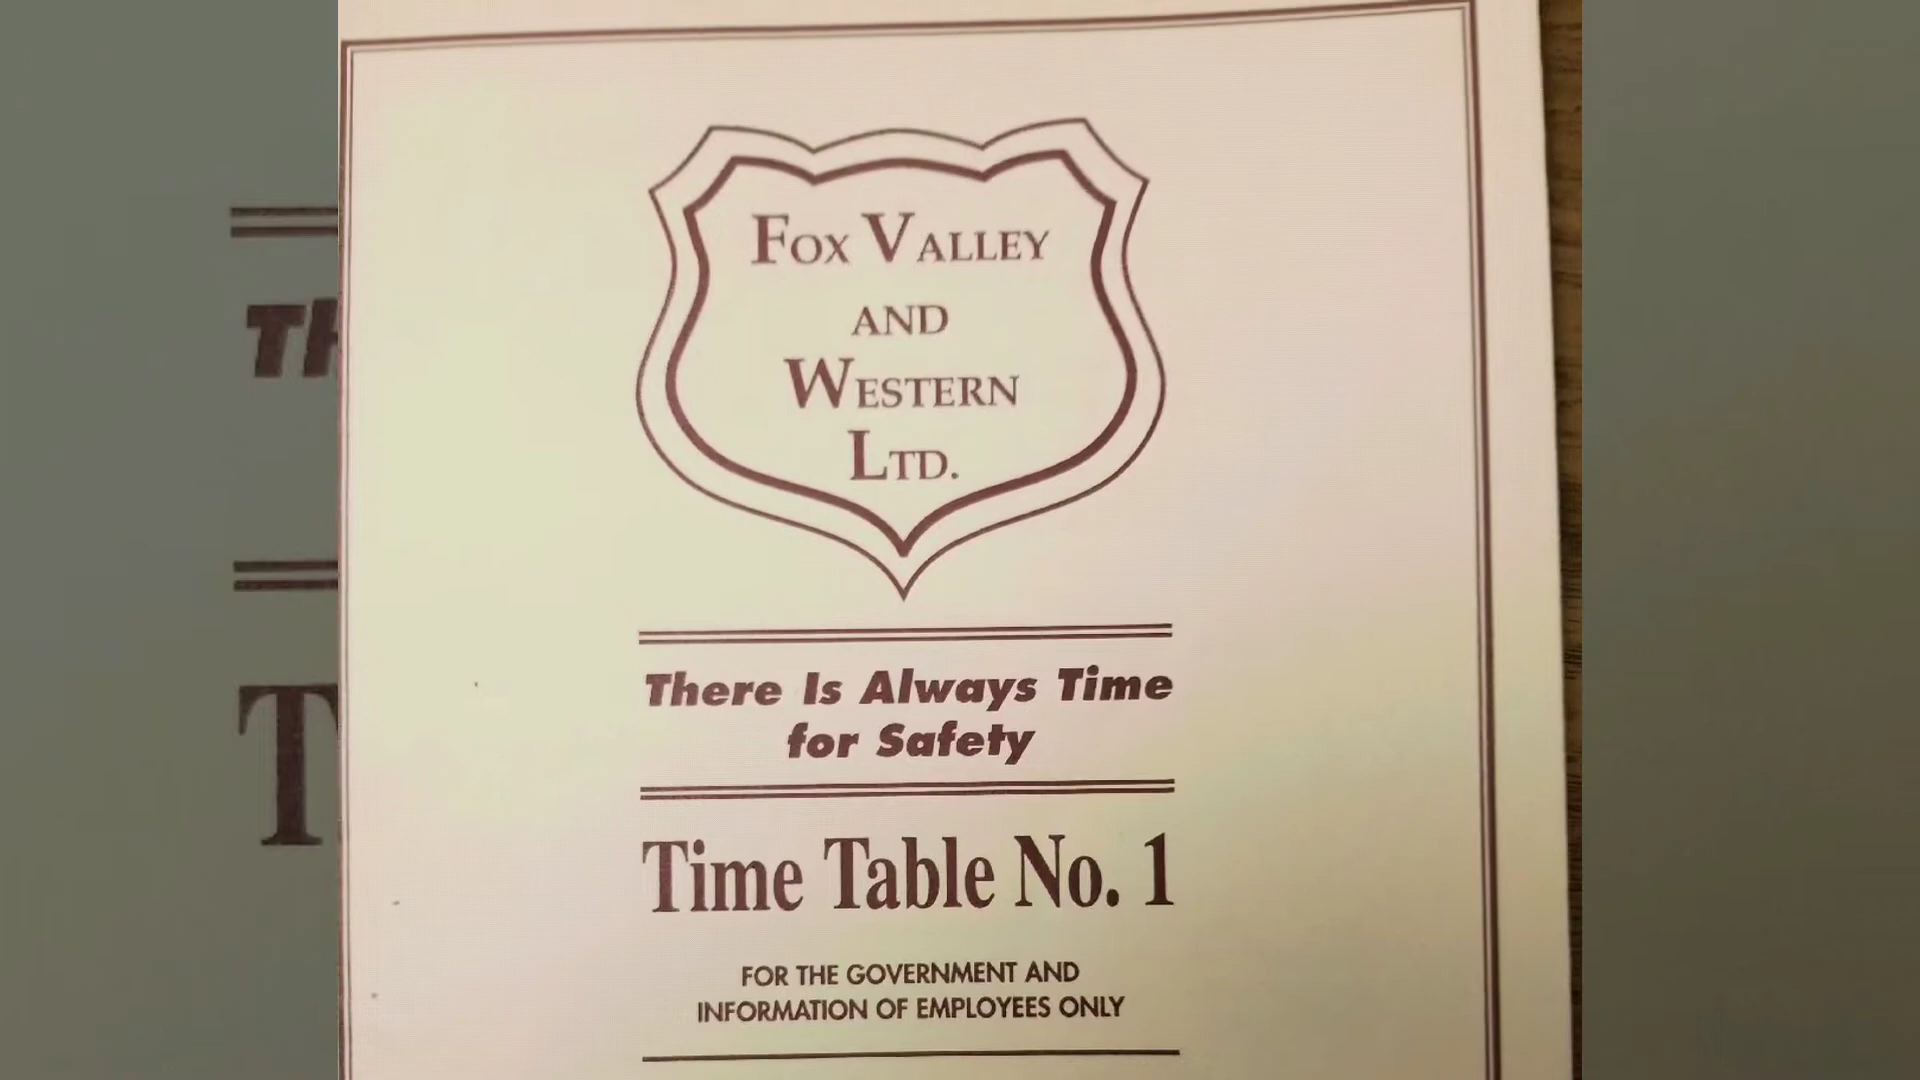 Fox Valley
and
Western
Ltd.
There Is Always Time
for Safety
Time Table No. 1
FOR THE GOVERNMENT AND
INFORMATION OF EMPLOYEES ONLY